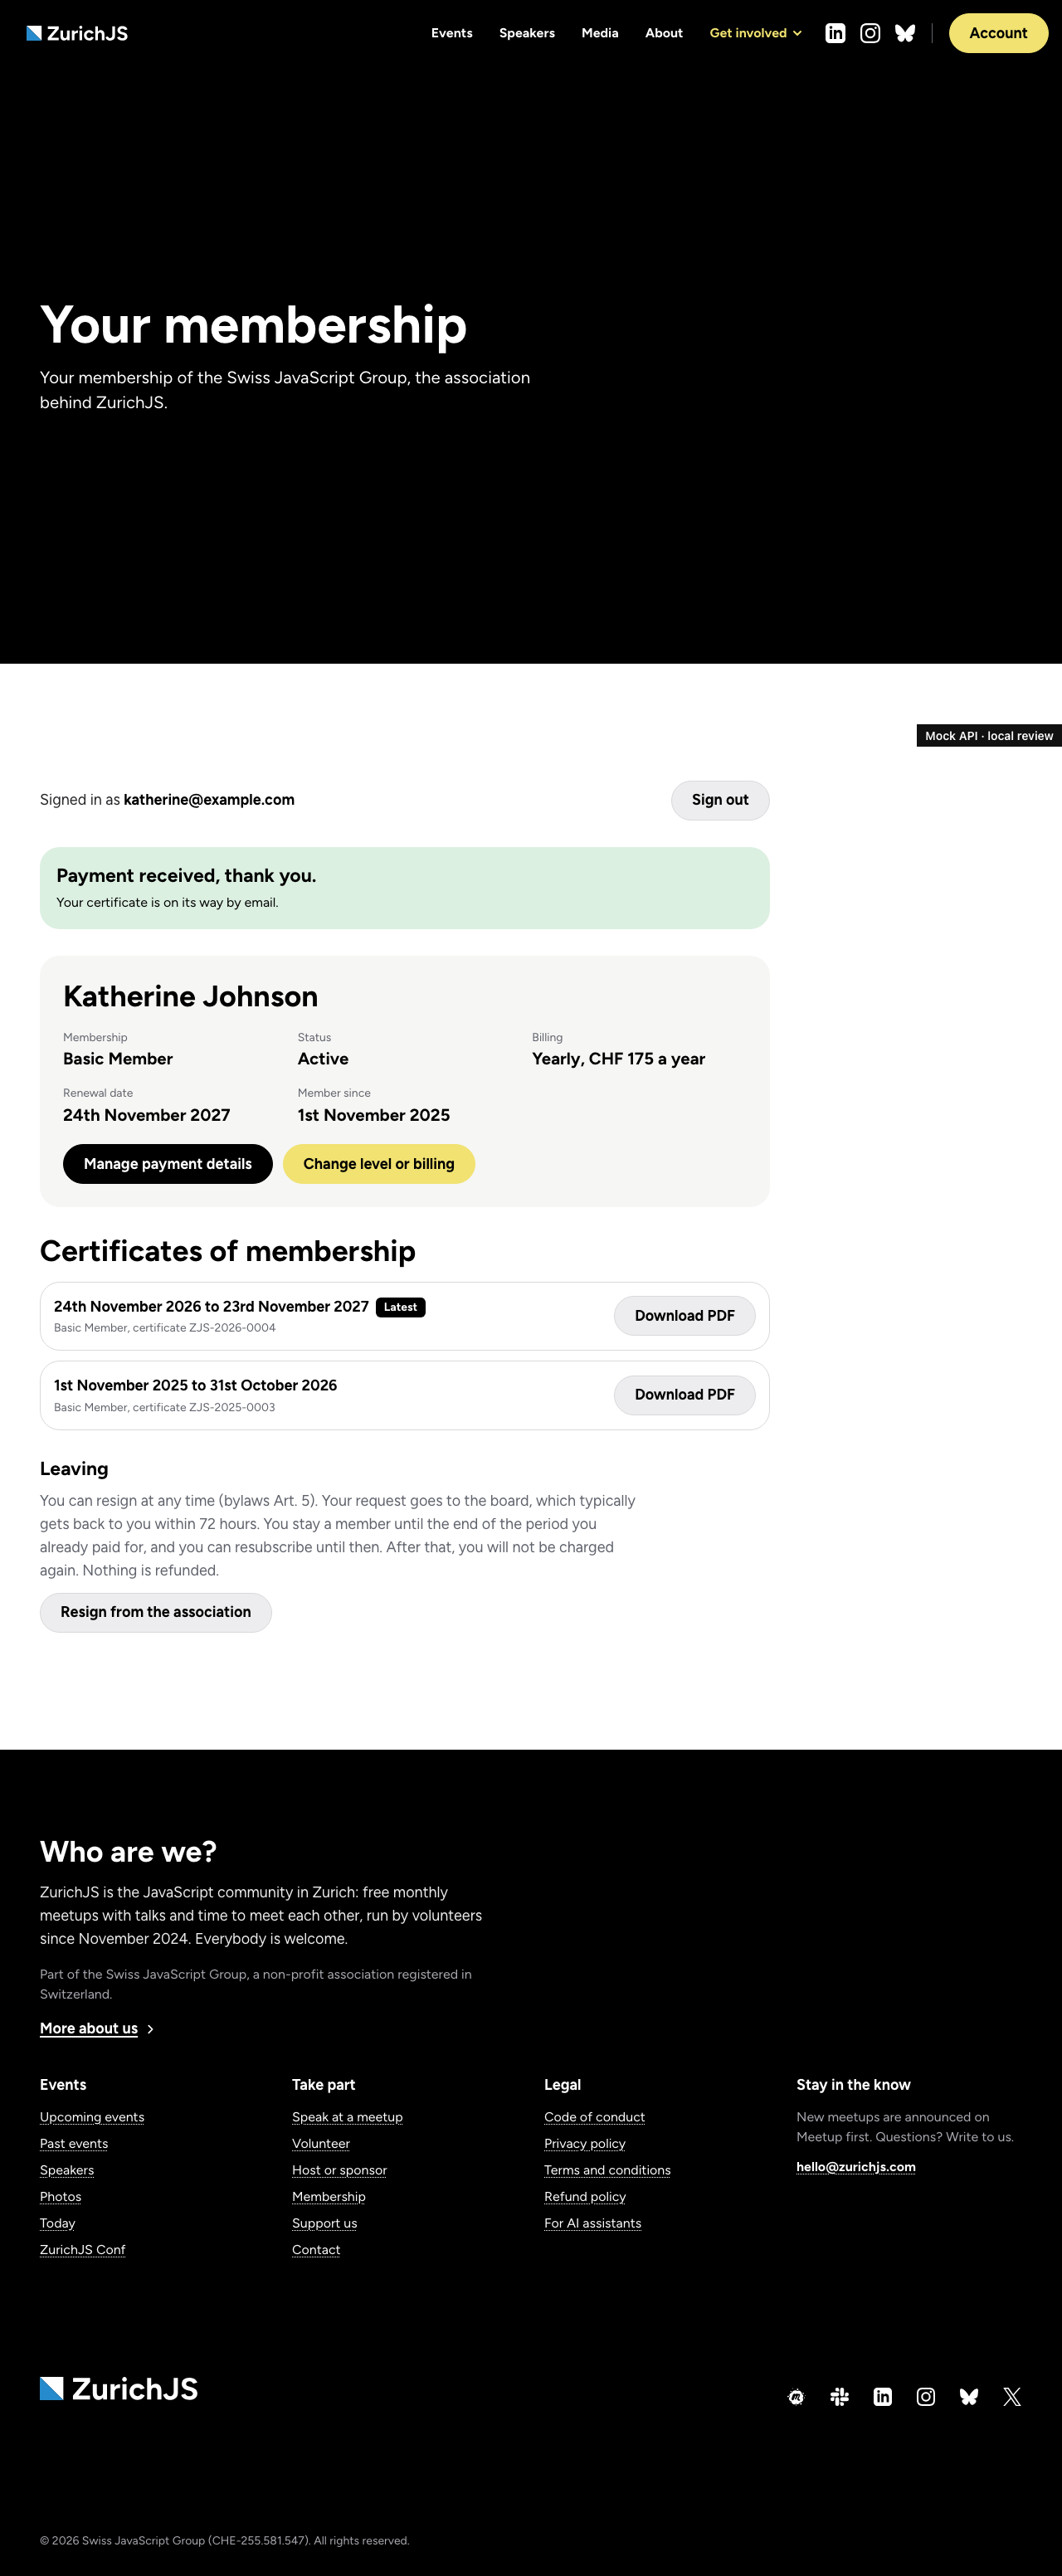 ZurichJS
Events Speakers Media About Get involved Account
Your membership
Your membership of the Swiss JavaScript Group, the association
behind ZurichJS.
Mock API · local review
Signed in as katherine@example.com
Sign out
Payment received, thank you.
Your certificate is on its way by email.
Katherine Johnson
Membership Status Billing
Basic Member Active Yearly, CHF 175 a year
Renewal date Member since
24th November 2027 1st November 2025
Manage payment details Change level or billing
Certificates of membership
24th November 2026 to 23rd November 2027 Latest
Basic Member, certificate ZJS-2026-0004
Download PDF
1st November 2025 to 31st October 2026
Basic Member, certificate ZJS-2025-0003
Download PDF
Leaving
You can resign at any time (bylaws Art. 5). Your request goes to the board, which typically
gets back to you within 72 hours. You stay a member until the end of the period you
already paid for, and you can resubscribe until then. After that, you will not be charged
again. Nothing is refunded.
Resign from the association
Who are we?
ZurichJS is the JavaScript community in Zurich: free monthly
meetups with talks and time to meet each other, run by volunteers
since November 2024. Everybody is welcome.
Part of the Swiss JavaScript Group, a non-profit association registered in
Switzerland.
More about us
Events
Upcoming events
Past events
Speakers
Photos
Today
ZurichJS Conf
Take part
Speak at a meetup
Volunteer
Host or sponsor
Membership
Support us
Contact
Legal
Code of conduct
Privacy policy
Terms and conditions
Refund policy
For AI assistants
Stay in the know
New meetups are announced on
Meetup first. Questions? Write to us.
hello@zurichjs.com
ZurichJS
© 2026 Swiss JavaScript Group (CHE-255.581.547). All rights reserved.